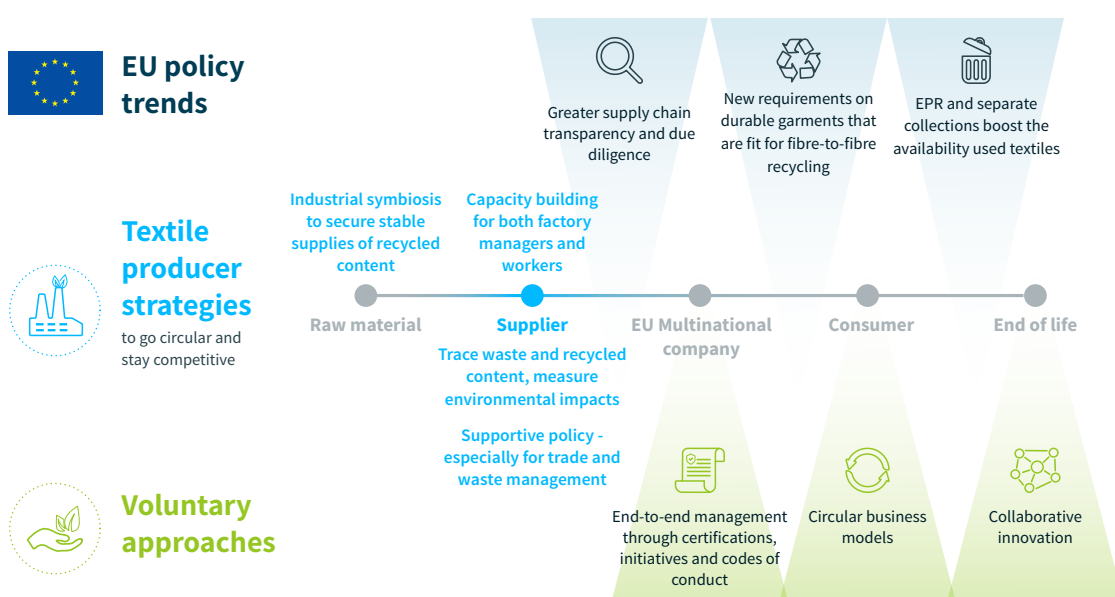 EU policy
trends
Greater supply chain
transparency and due
diligence
New requirements on
durable garments that
are fit for fibre-to-fibre
recycling
EPR and separate
collections boost the
availability used textiles
Textile
producer
strategies
to go circular and
stay competitive
Industrial symbiosis
to secure stable
supplies of recycled
content
Capacity building
for both factory
managers and
workers
Raw material
Supplier
EU Multinational
company
Consumer
End of life
Trace waste and recycled
content, measure
environmental impacts
Supportive policy -
especially for trade and
waste management
Voluntary
approaches
End-to-end management
through certifications,
initiatives and codes of
conduct
Circular business
models
Collaborative
innovation